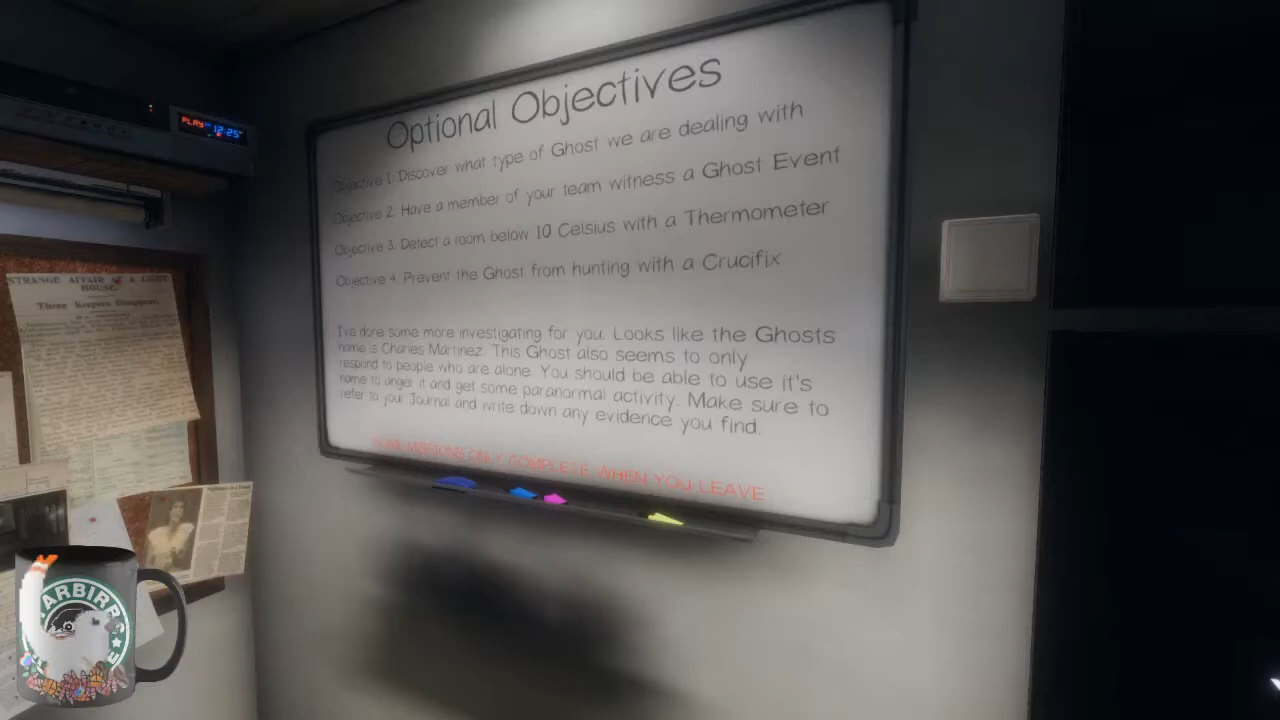 Optional Objectives
Objective 1. Discover what type of Ghost we are dealing with
Objective 2. Have a member of your team witness a Ghost Event
Objective 3. Detect a room below 10 Celsius with a Thermometer
Objective 4. Prevent the Ghost from hunting with a Crucifix
I've done some more investigating for you. Looks like the Ghosts
name is Charles Martinez. This Ghost also seems to only
respond to people who are alone. You should be able to use it's
name to anger it and get some paranormal activity. Make sure to
refer to your Journal and write down any evidence you find.
SOME MISSIONS ONLY COMPLETE WHEN YOU LEAVE
PLAY 12:25
STRANGE AFFAIR AT A LIGHT
HOUSE.
Three Keepers Disappear.
ARBIR